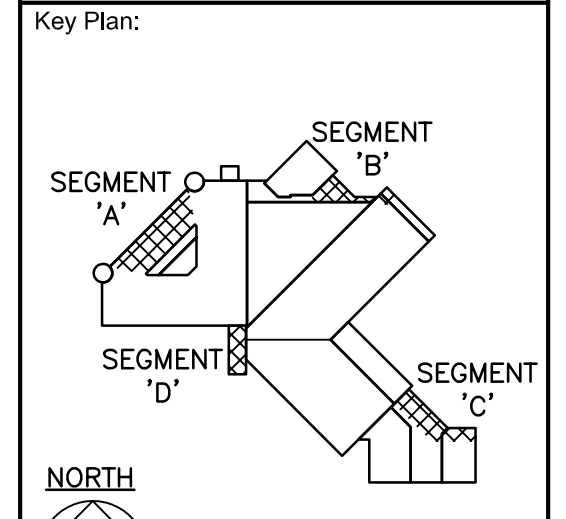 Key Plan:
SEGMENT
'B'
SEGMENT
'A'
SEGMENT
'D'
SEGMENT
'C'
NORTH